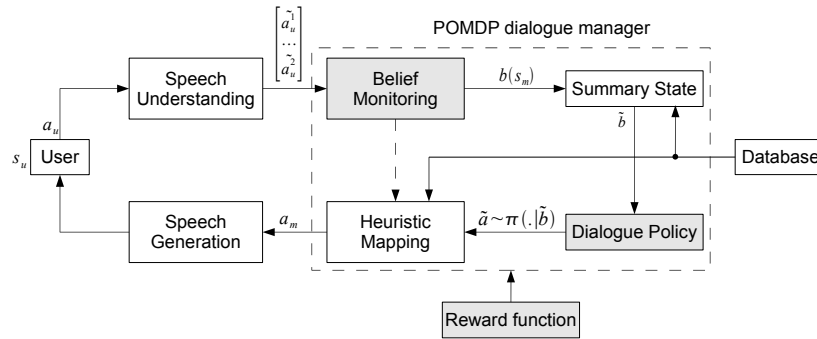 POMDP dialogue manager
Speech
Understanding
[ã_u^1
...
ã_u^2]
Belief
Monitoring
b(s_m)
Summary State
a_u
b̃
s_u
User
Database
Speech
Generation
a_m
Heuristic
Mapping
ã~π(.|b̃)
Dialogue Policy
Reward function